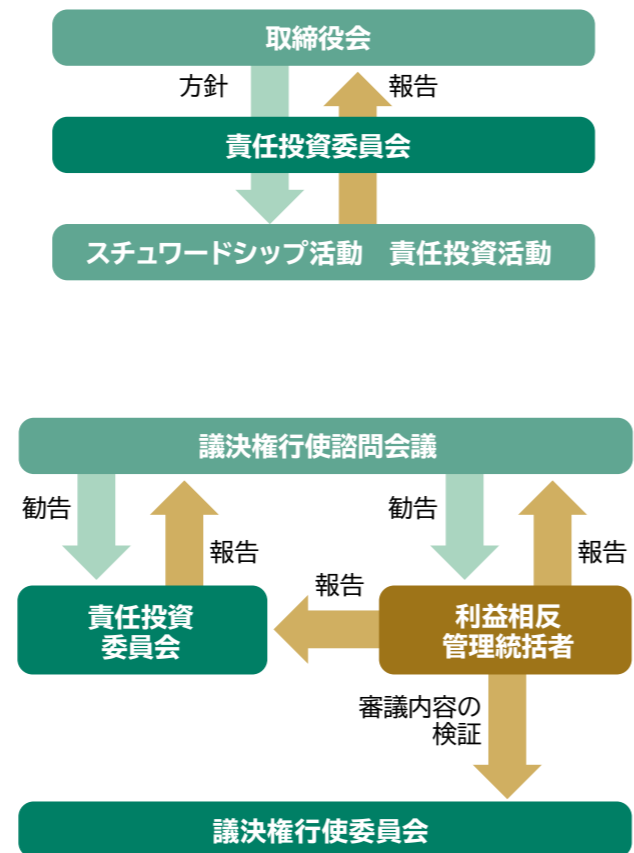 取締役会
方針
報告
責任投資委員会
スチュワードシップ活動　責任投資活動
議決権行使諮問会議
勧告
報告
勧告
報告
責任投資
委員会
報告
利益相反
管理統括者
審議内容の
検証
議決権行使委員会